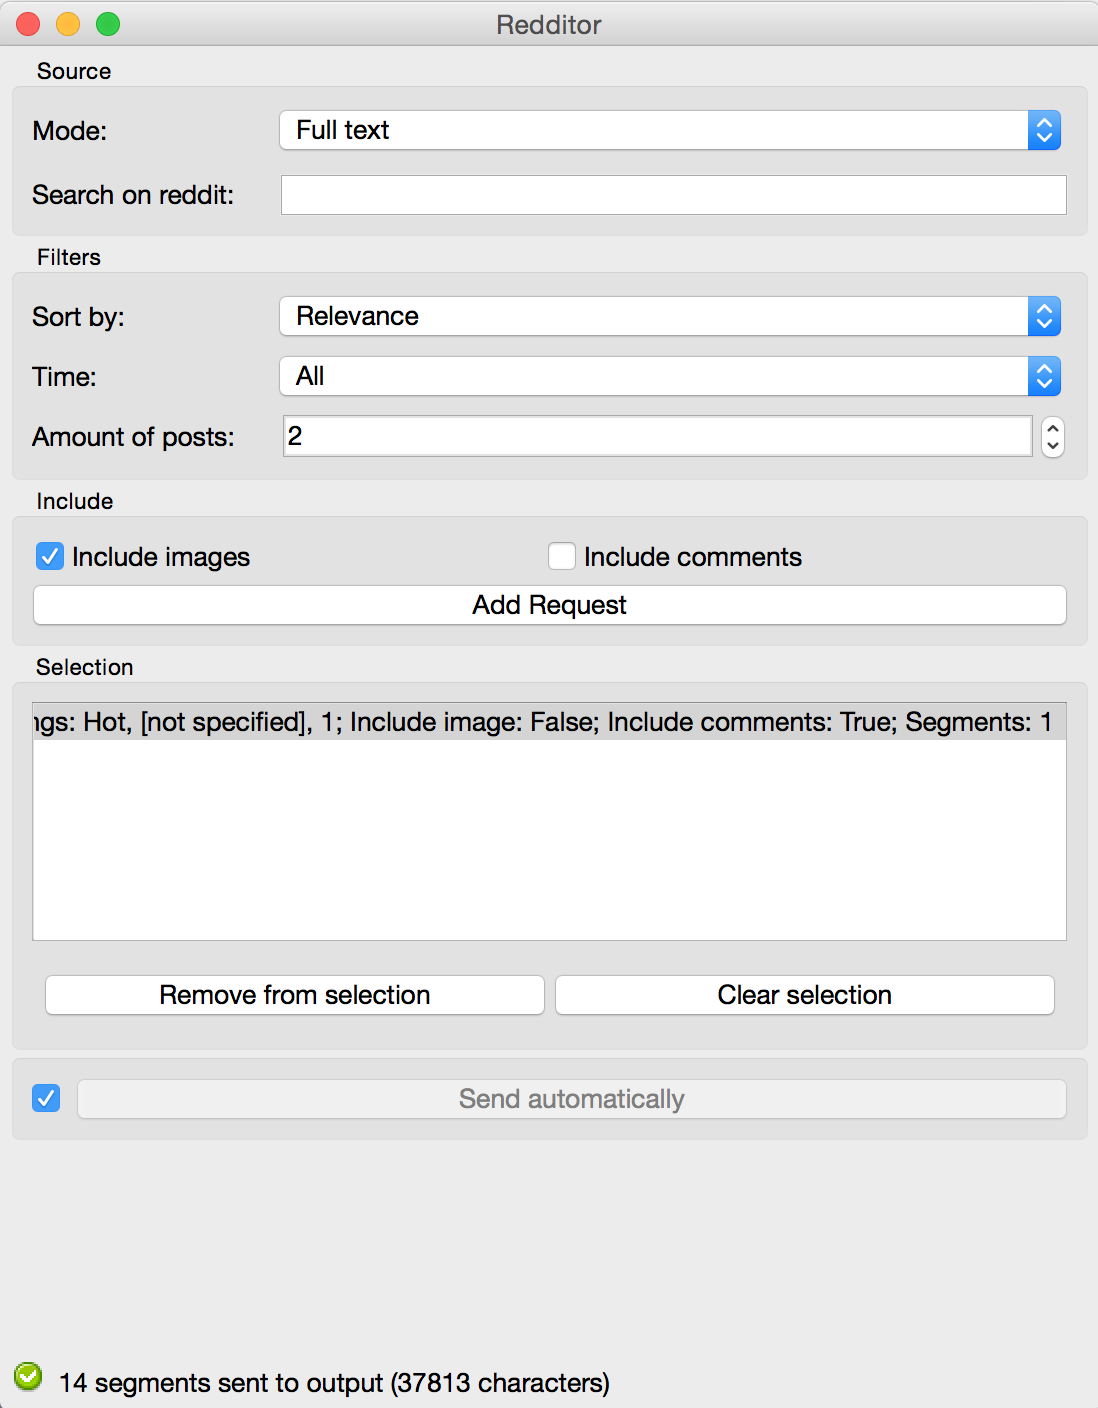 Redditor
Source
Mode: Full text
Search on reddit:
Filters
Sort by: Relevance
Time: All
Amount of posts: 2
Include
Include images Include comments
Add Request
Selection
Hot, [not specified], 1; Include image: False; Include comments: True; Segments: 1
Remove from selection Clear selection
Send automatically
14 segments sent to output (37813 characters)